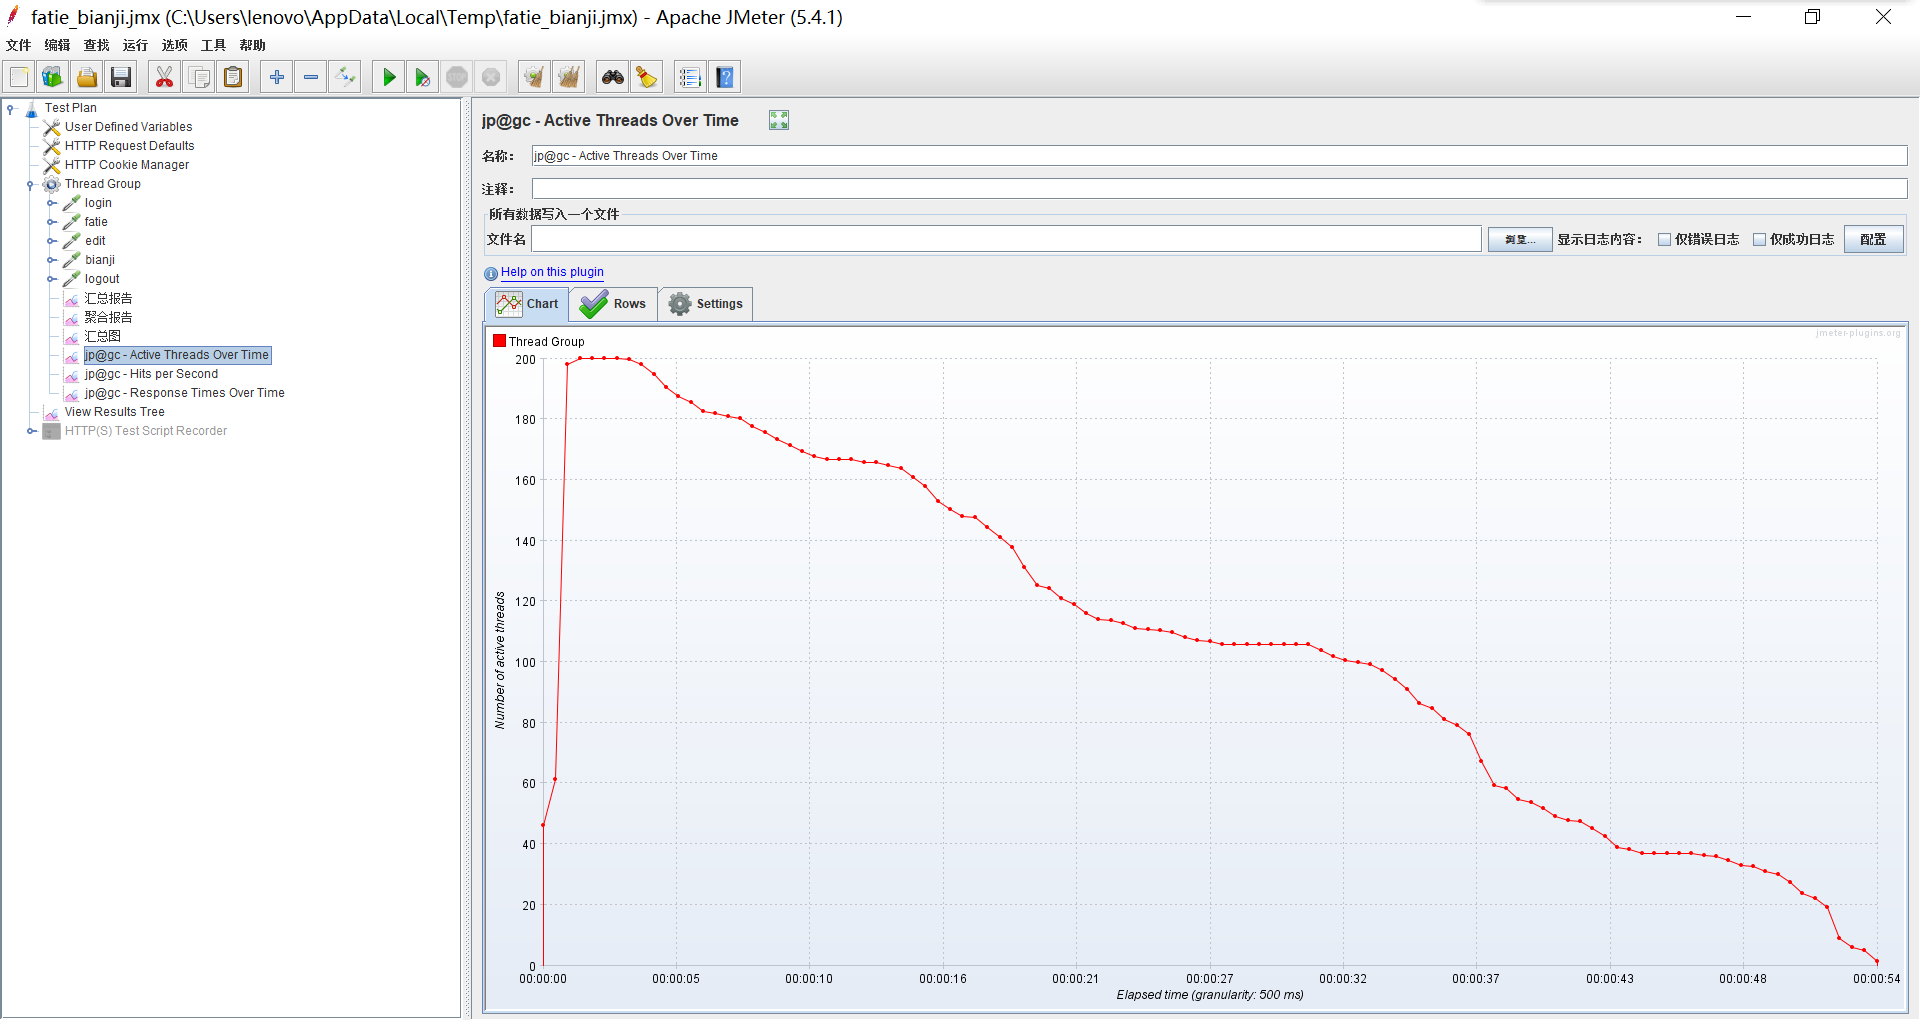 fatie_bianji.jmx (C:\Users\lenovo\AppData\Local\Temp\fatie_bianji.jmx) - Apache JMeter (5.4.1)
文件 编辑 查找 运行 选项 工具 帮助
STOP
Test Plan
User Defined Variables
HTTP Request Defaults
HTTP Cookie Manager
Thread Group
login
fatie
edit
bianji
logout
汇总报告
聚合报告
汇总图
jp@gc - Active Threads Over Time
jp@gc - Hits per Second
jp@gc - Response Times Over Time
View Results Tree
HTTP(S) Test Script Recorder
jp@gc - Active Threads Over Time
名称： jp@gc - Active Threads Over Time
注释：
所有数据写入一个文件
文件名 浏览... 显示日志内容： 仅错误日志 仅成功日志 配置
Help on this plugin
Chart Rows Settings
jmeter-plugins.org
Thread Group
200
180
160
140
120
100
80
60
40
20
0
Number of active threads
00:00:00 00:00:05 00:00:10 00:00:16 00:00:21 00:00:27 00:00:32 00:00:37 00:00:43 00:00:48 00:00:54
Elapsed time (granularity: 500 ms)